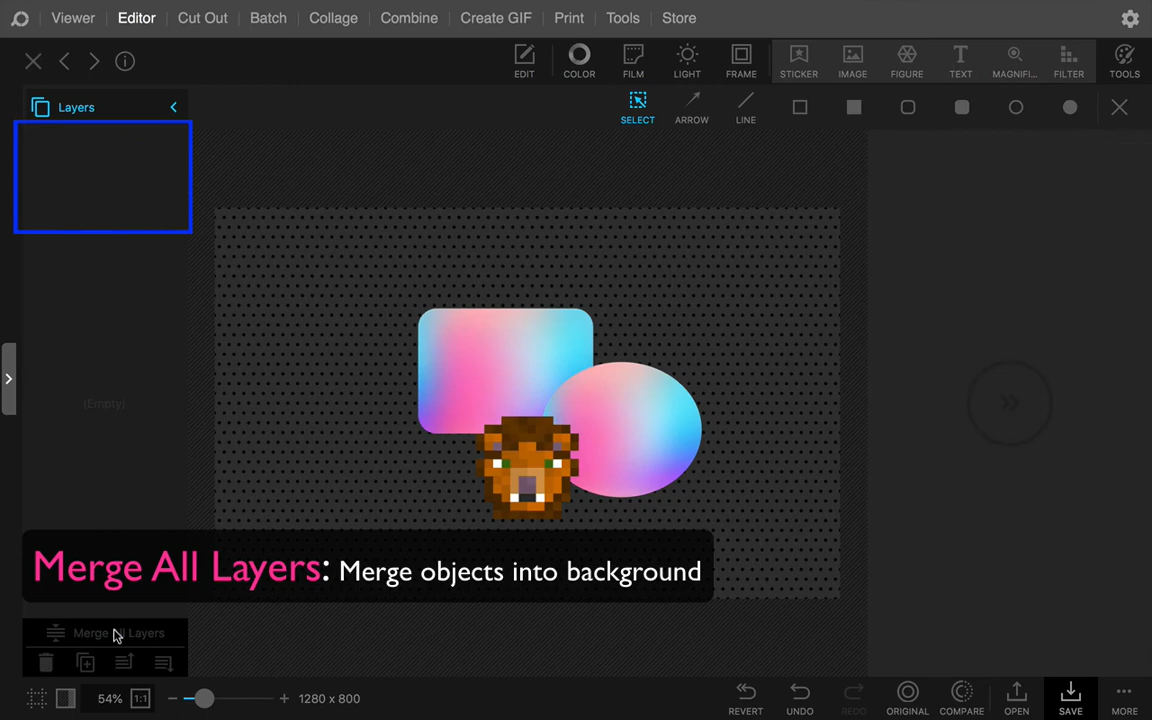 Viewer
Editor
Cut Out
Batch
Collage
Combine
Create GIF
Print
Tools
Store
EDIT
COLOR
FILM
LIGHT
FRAME
STICKER
IMAGE
FIGURE
TEXT
MAGNIFI...
FILTER
TOOLS
Layers
SELECT
ARROW
LINE
(Empty)
Merge All Layers: Merge objects into background
Merge All Layers
54%
1:1
1280 x 800
REVERT
UNDO
REDO
ORIGINAL
COMPARE
OPEN
SAVE
MORE